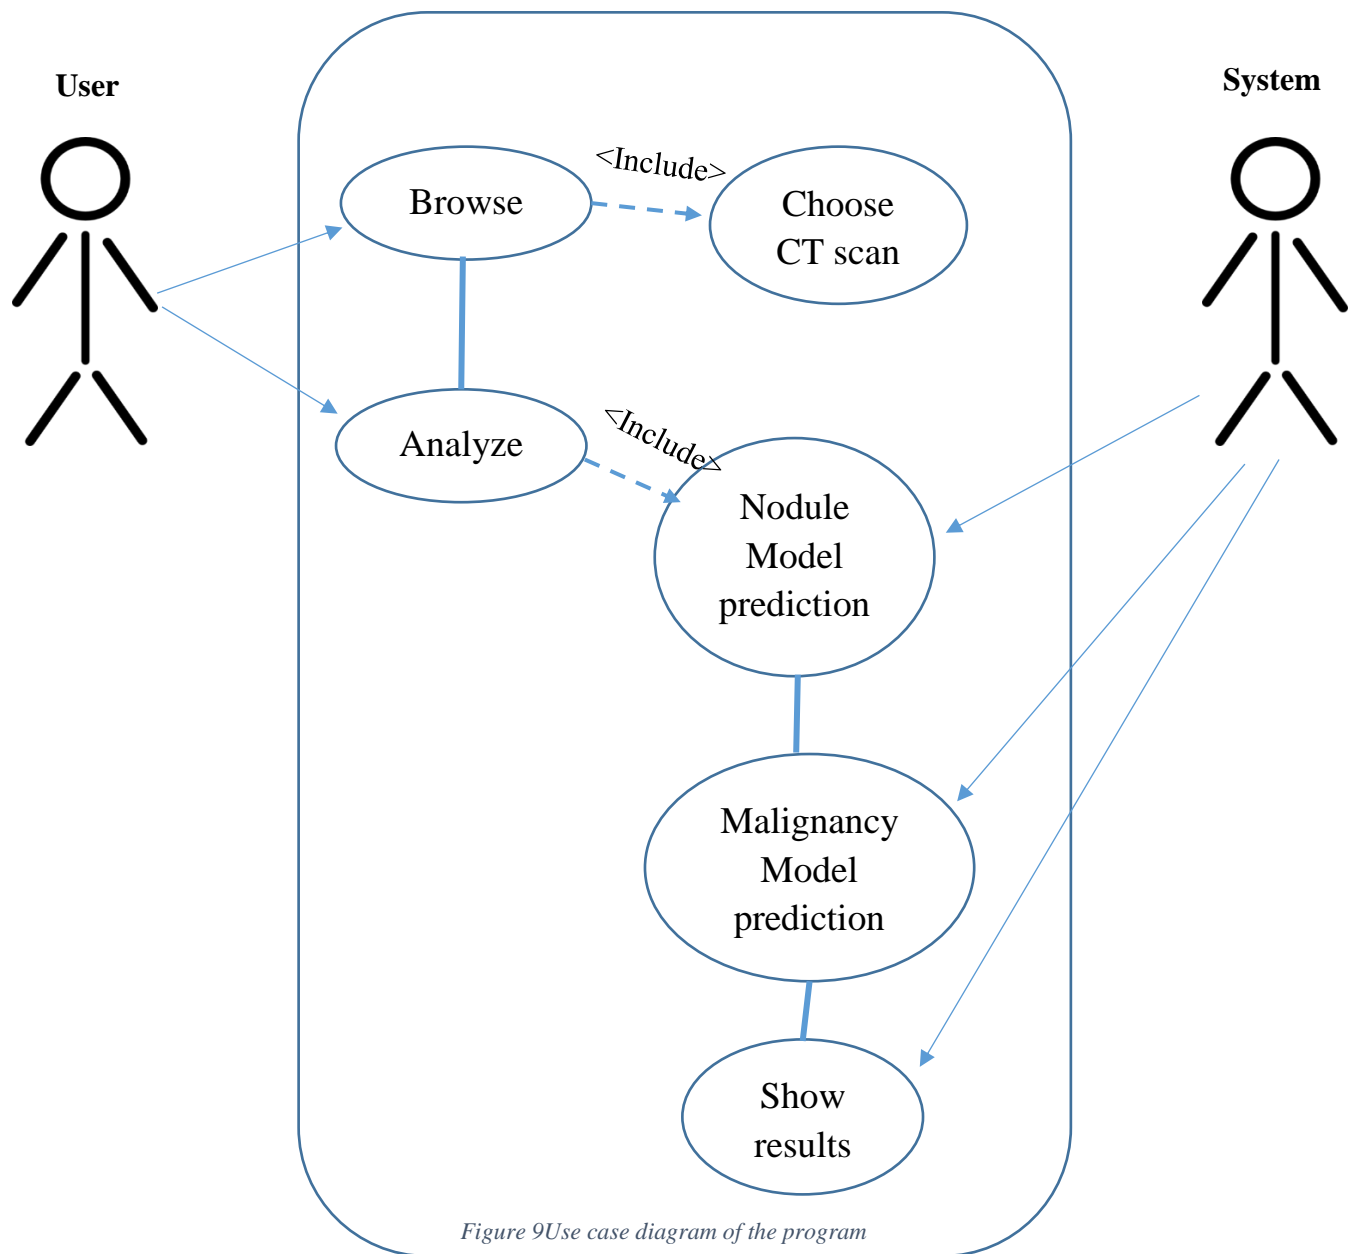 User
System
<Include>
Browse
Choose
CT scan
<Include>
Analyze
Nodule
Model
prediction
Malignancy
Model
prediction
Show
results
Figure 9Use case diagram of the program